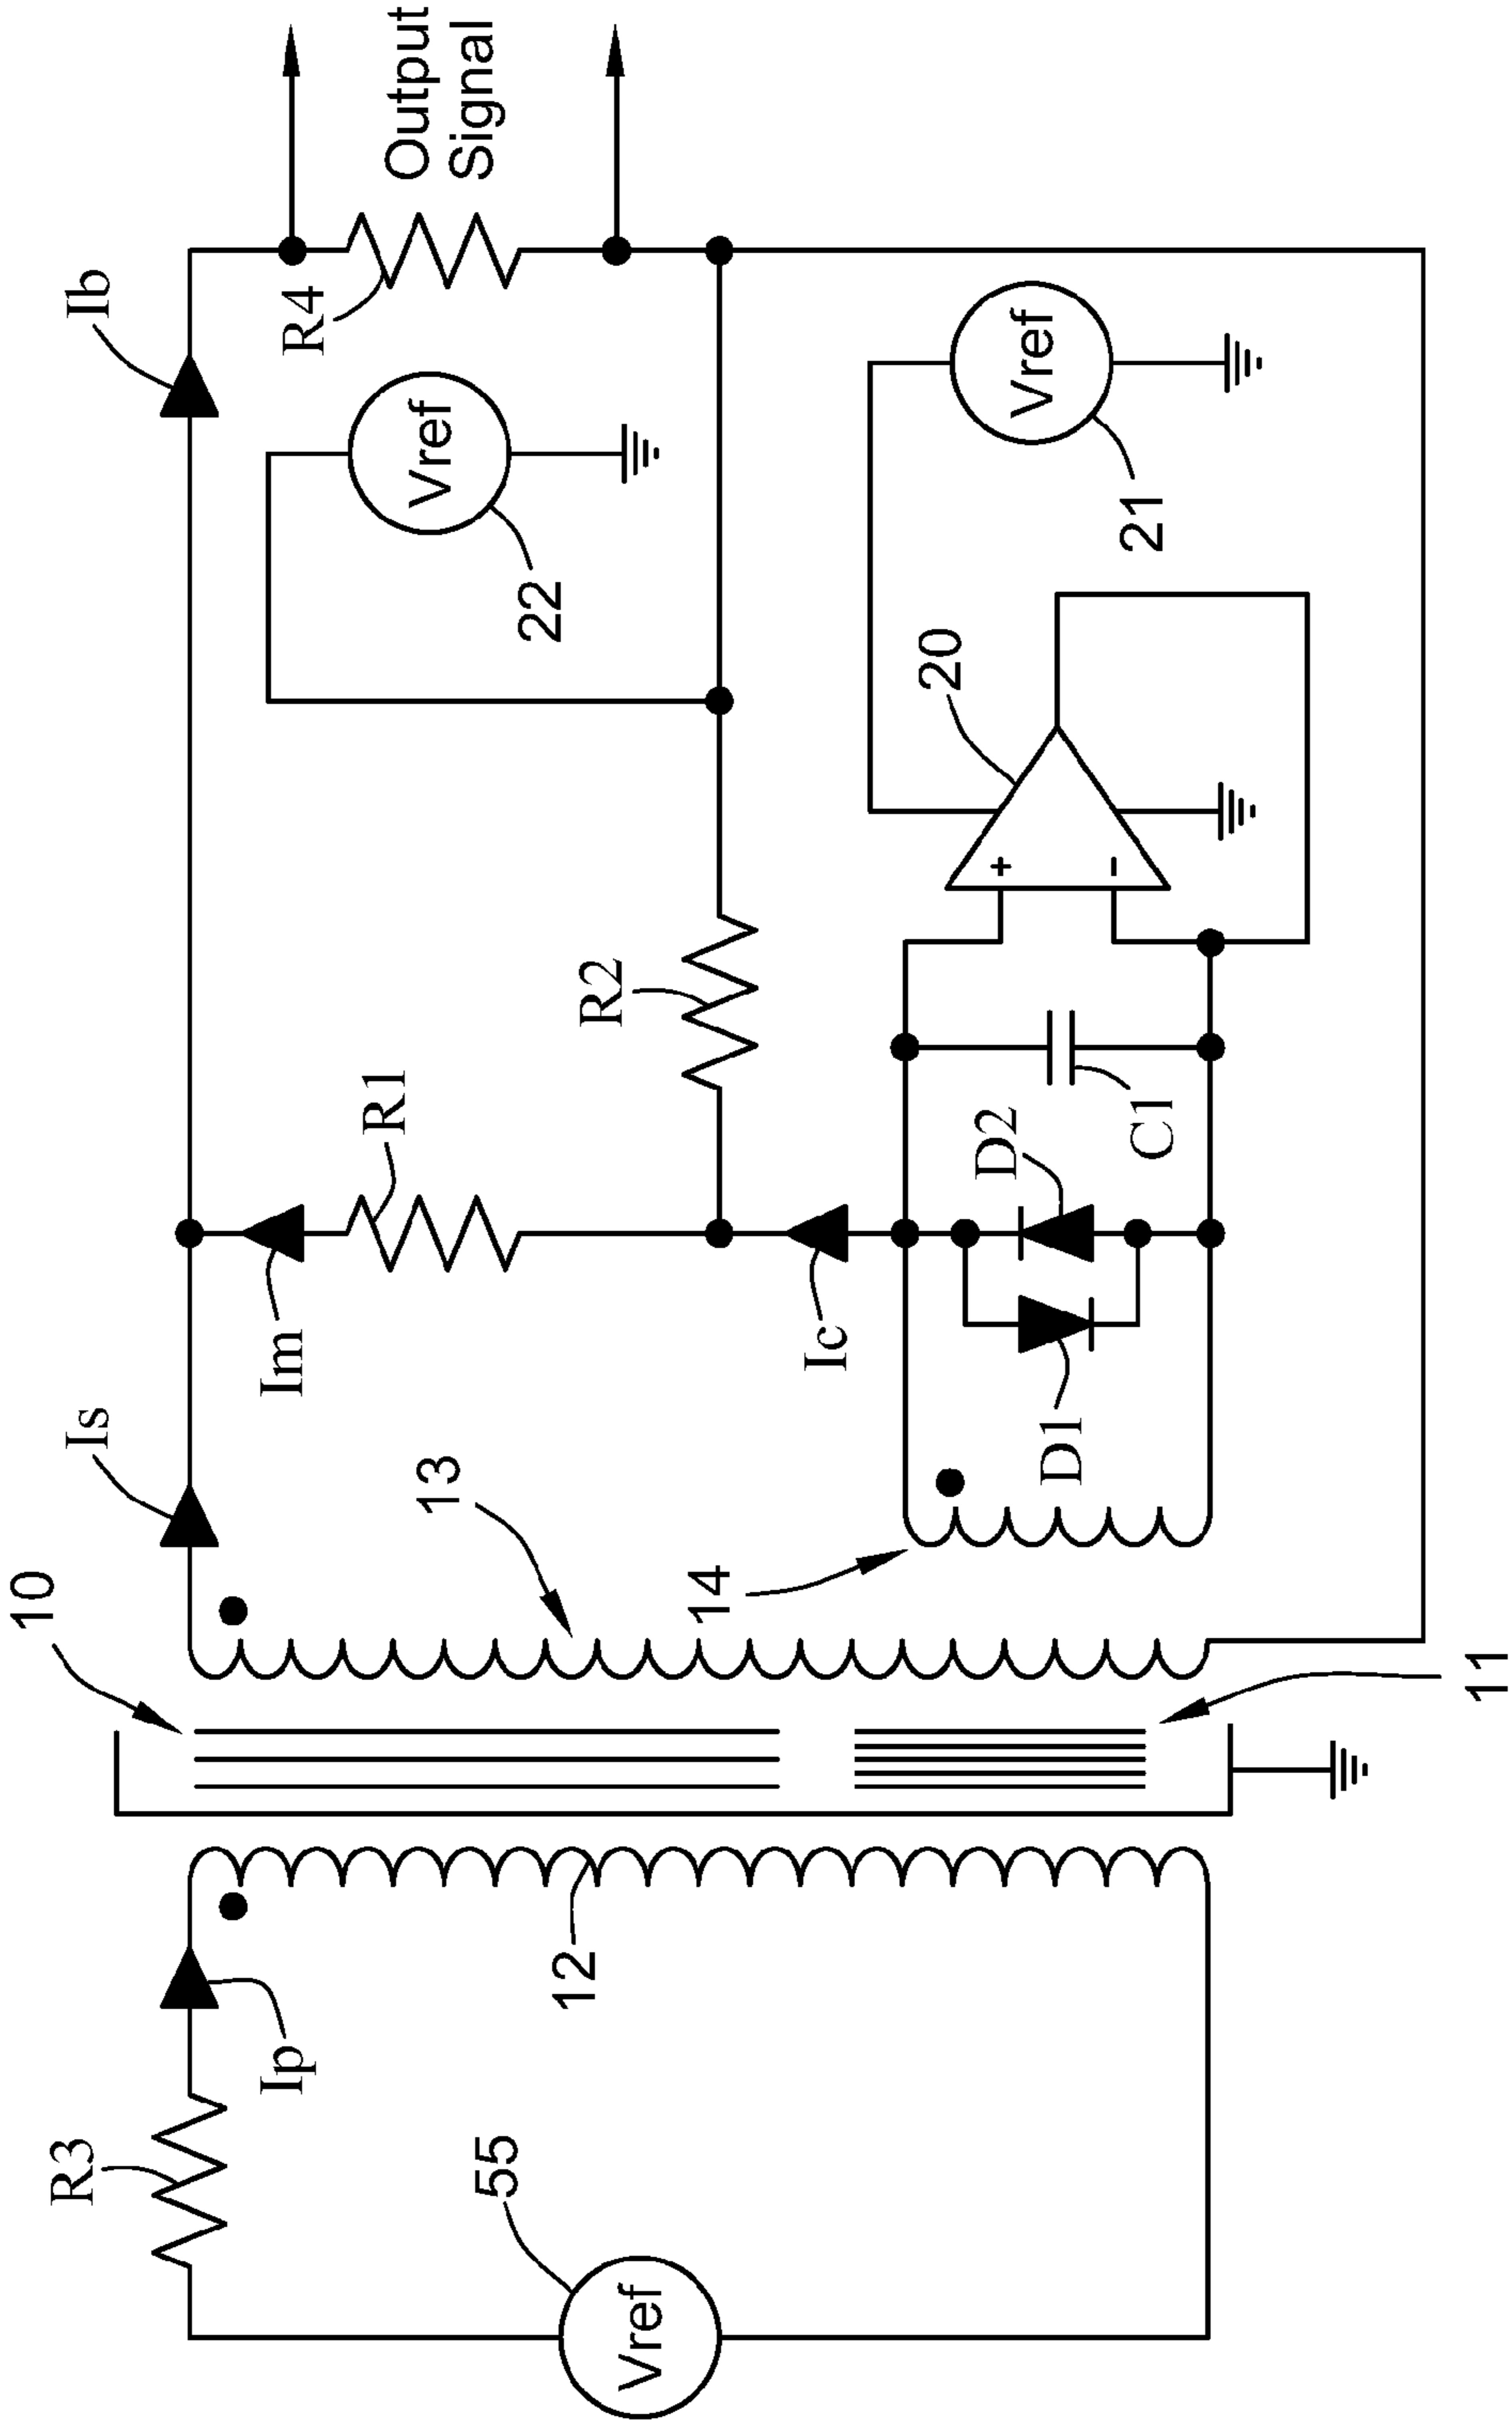 Ib
Output
Signal
R4
Vref
22
Vref
21
20
R2
R1
Im
D2
C1
Ic
D1
Is
13
14
10
11
12
Ip
R3
55
Vref
+
-